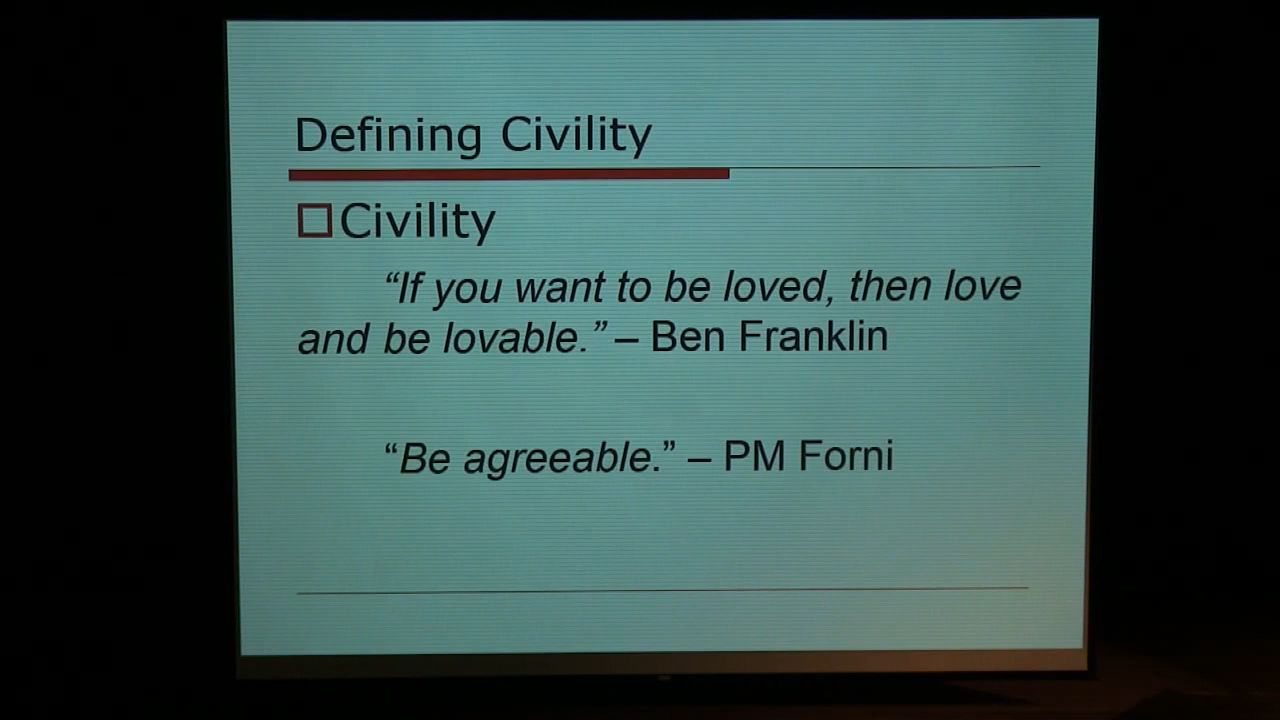 Defining Civility
Civility
“If you want to be loved, then love
and be lovable.” – Ben Franklin
“Be agreeable.” – PM Forni